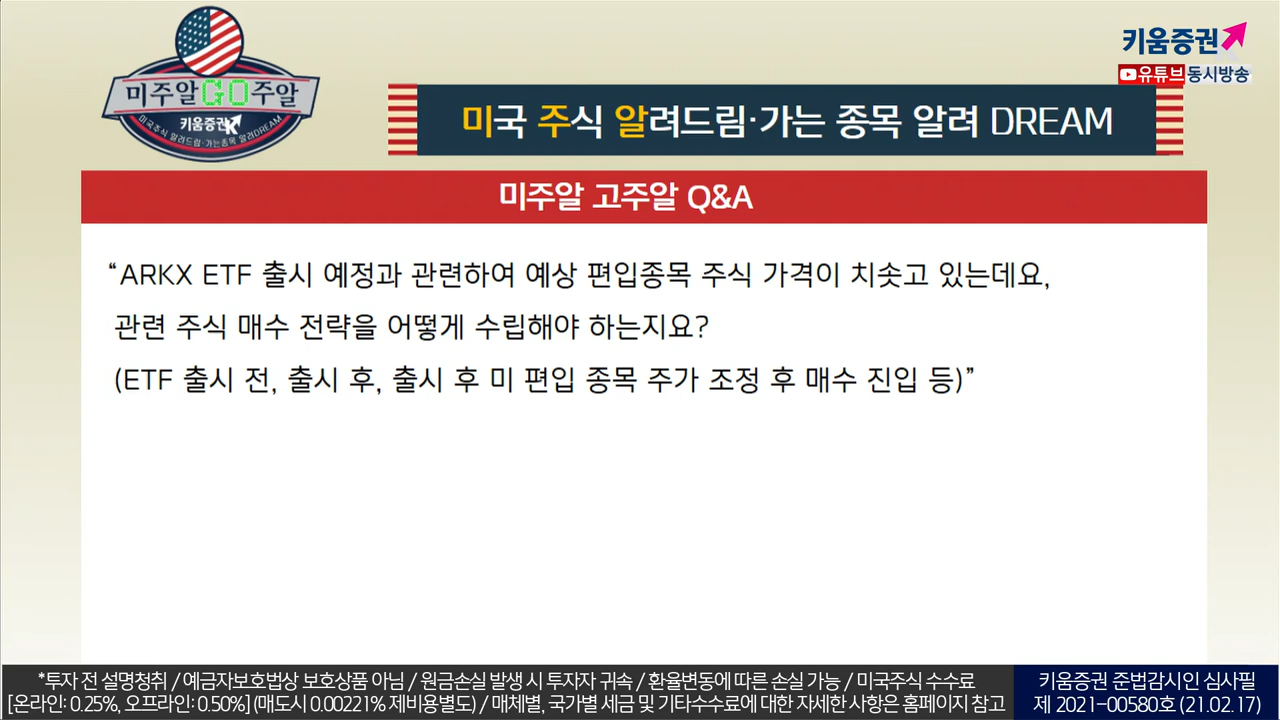 미주알GO주알
키움증권
미국주식 알려드림·가는종목 알려DREAM
키움증권
유튜브동시방송
미국 주식 알려드림·가는 종목 알려 DREAM
미주알 고주알 Q&A
“ARKX ETF 출시 예정과 관련하여 예상 편입종목 주식 가격이 치솟고 있는데요,
관련 주식 매수 전략을 어떻게 수립해야 하는지요?
(ETF 출시 전, 출시 후, 출시 후 미 편입 종목 주가 조정 후 매수 진입 등)”
*투자 전 설명청취 / 예금자보호법상 보호상품 아님 / 원금손실 발생 시 투자자 귀속 / 환율변동에 따른 손실 가능 / 미국주식 수수료
[온라인: 0.25%, 오프라인: 0.50%] (매도시 0.00221% 제비용별도) / 매체별, 국가별 세금 및 기타수수료에 대한 자세한 사항은 홈페이지 참고
키움증권 준법감시인 심사필
제 2021-00580호 (21.02.17)